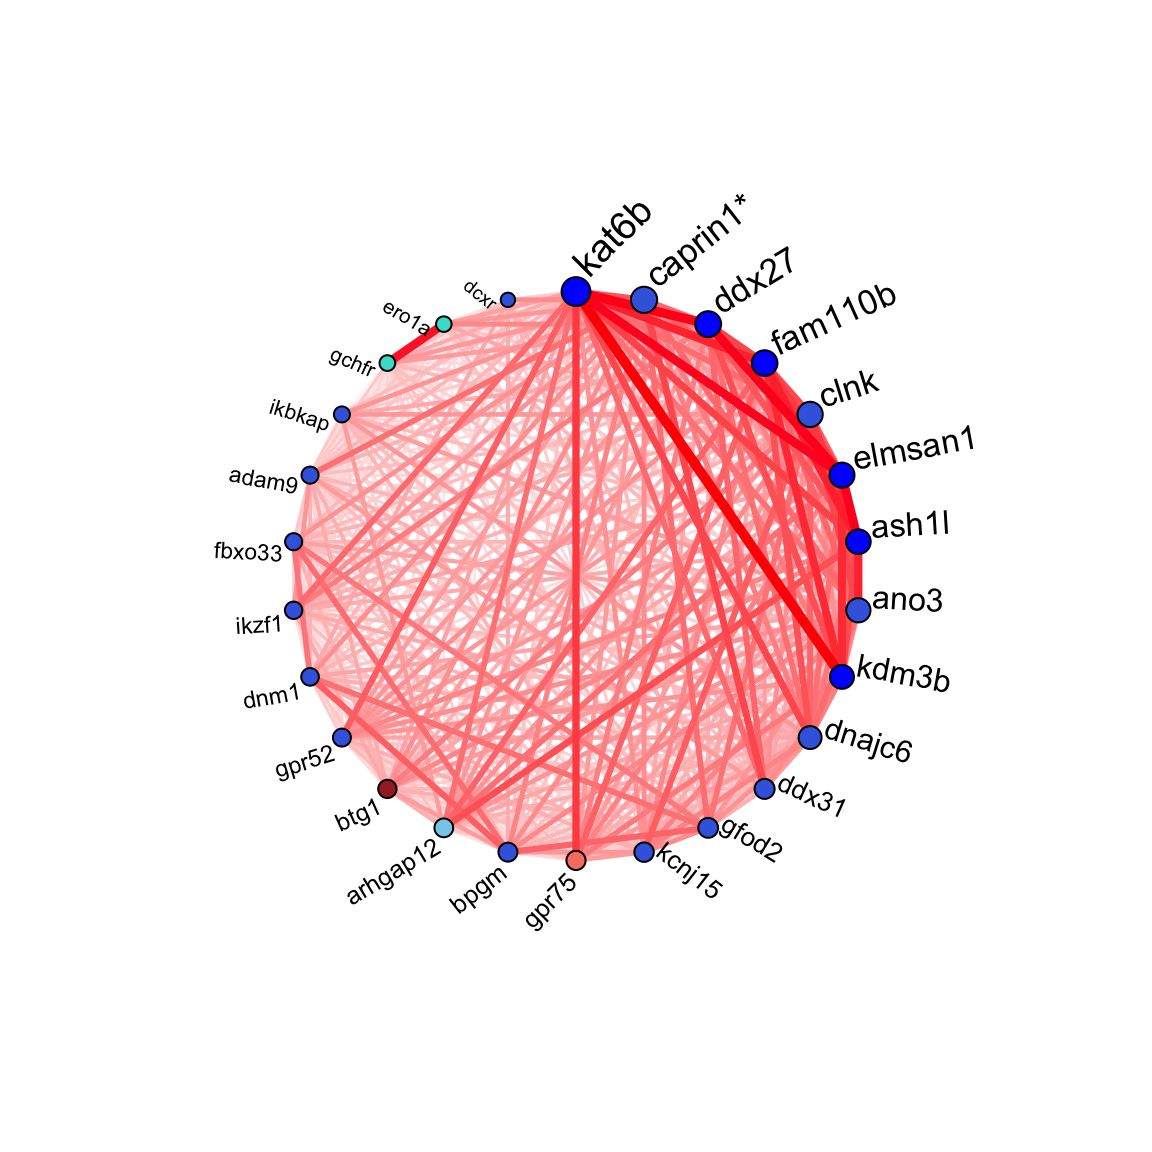 kat6b
caprin1*
ddx27
fam110b
clnk
elmsan1
ash1l
ano3
kdm3b
dnajc6
ddx31
gfod2
kcnj15
gpr75
bpgm
arhgap12
btg1
gpr52
dnm1
ikzf1
fbxo33
adam9
ikbkap
gchfr
ero1a
dcxr